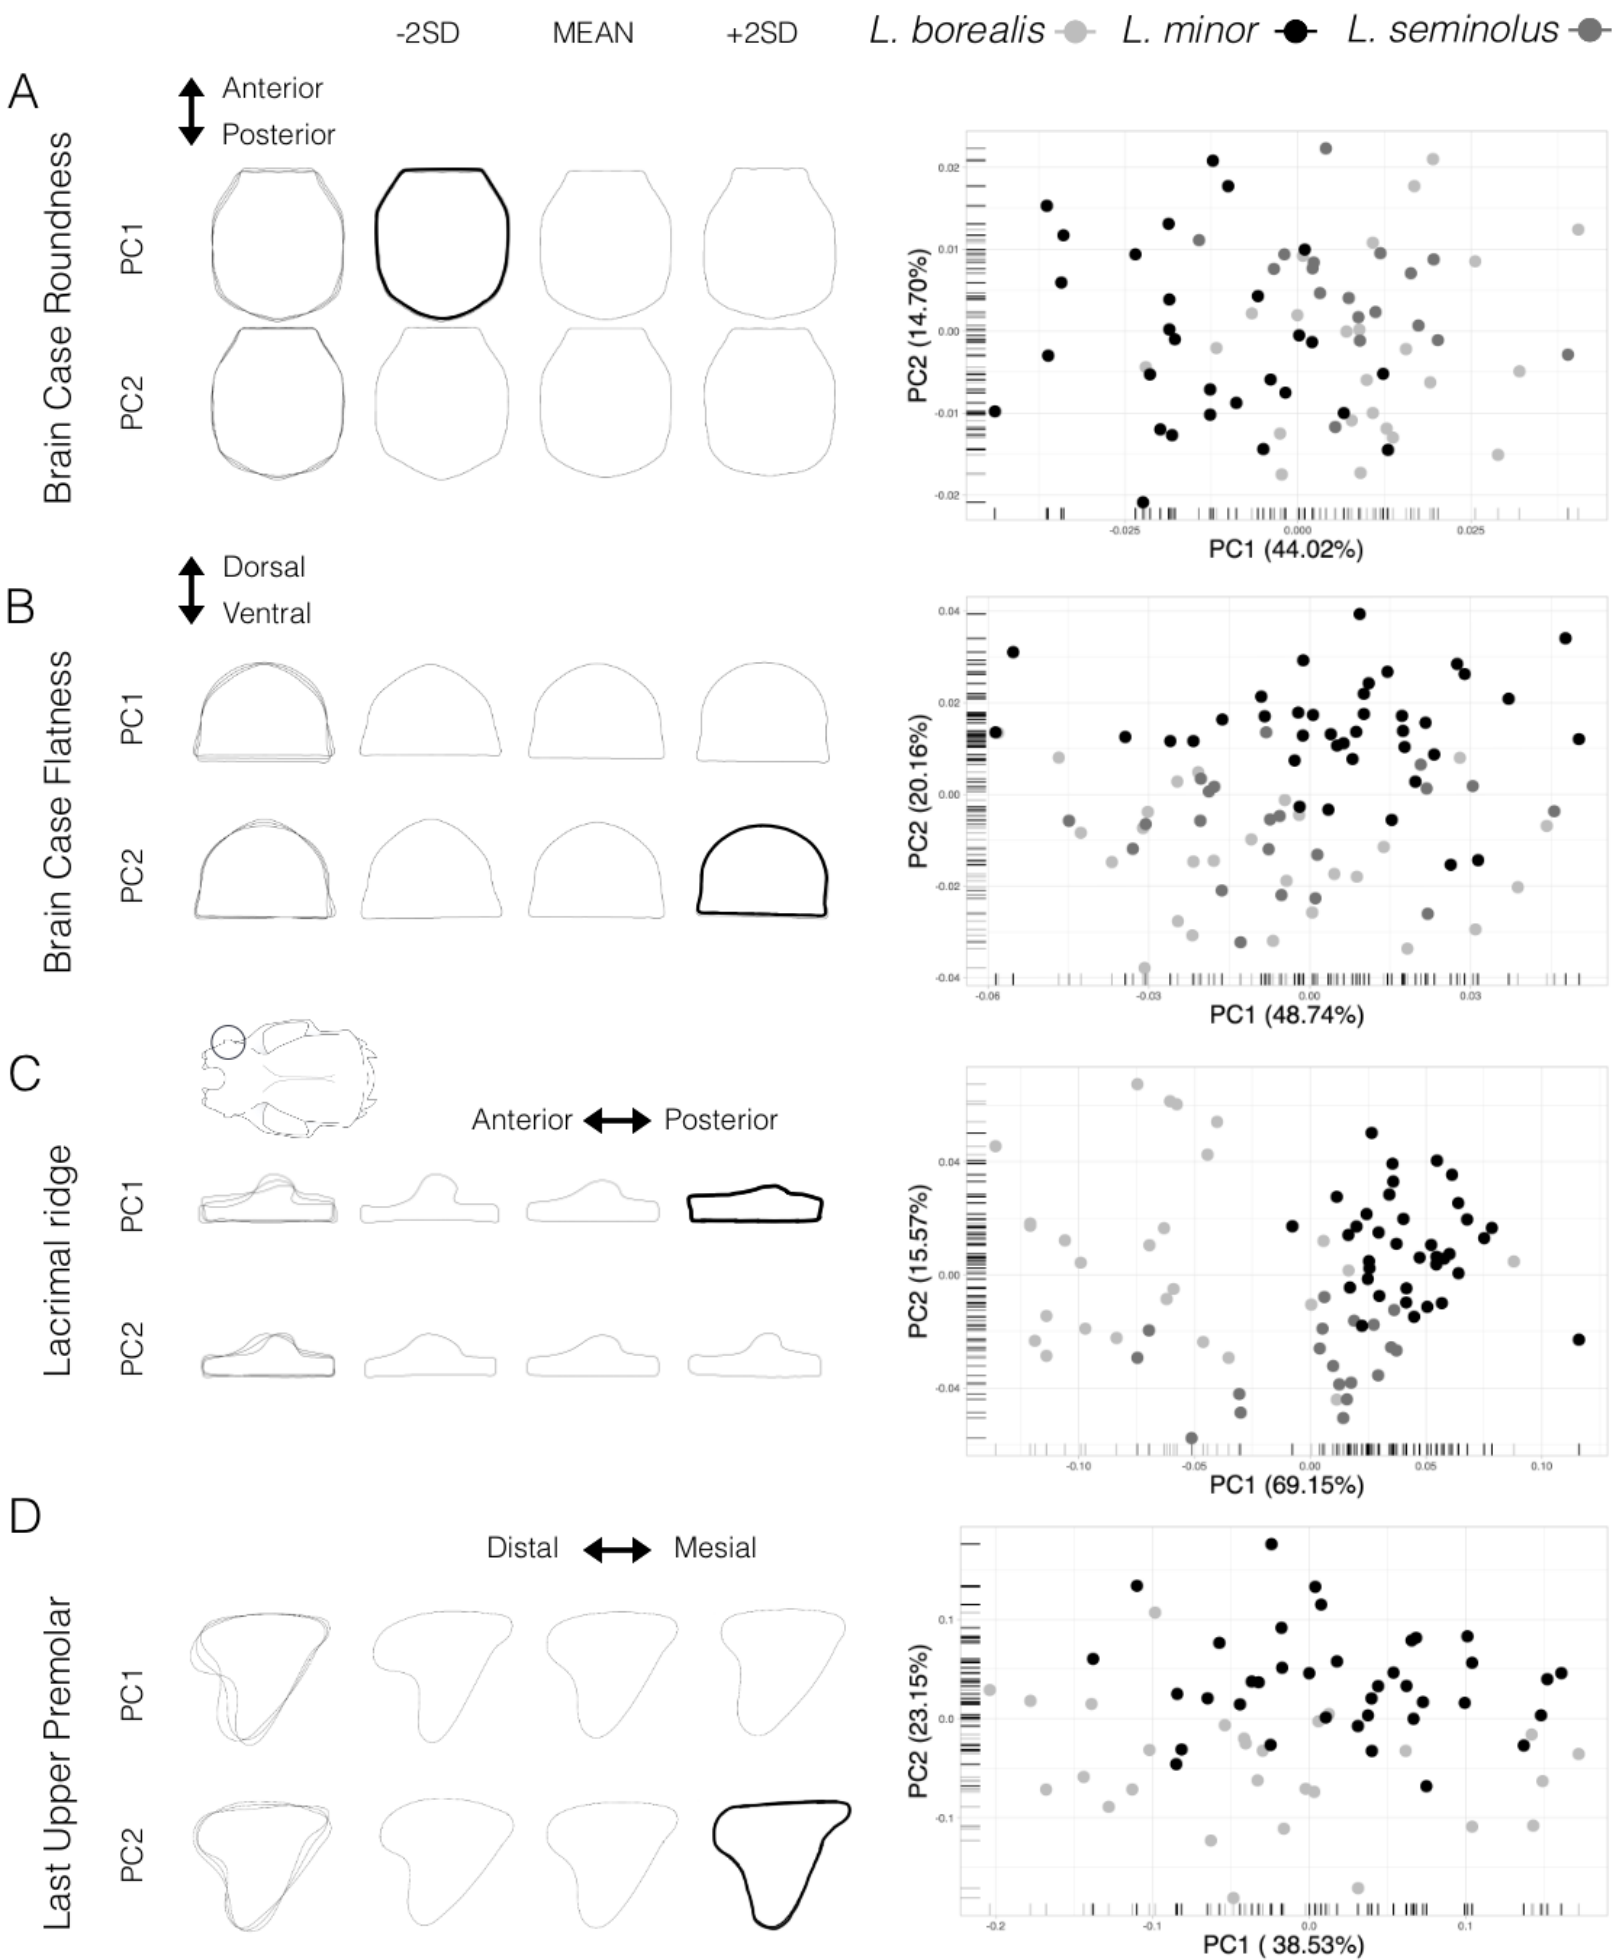 -2SD MEAN +2SD L. borealis L. minor L. seminolus
A
Anterior
Posterior
Brain Case Roundness
PC1
PC2
PC2 (14.70%)
0.02
0.01
0.00
-0.01
-0.02
-0.025 0.000 0.025
PC1 (44.02%)
B
Dorsal
Ventral
Brain Case Flatness
PC1
PC2
PC2 (20.16%)
0.04
0.02
0.00
-0.02
-0.04
-0.06 -0.03 0.00 0.03
PC1 (48.74%)
C
Anterior Posterior
Lacrimal ridge
PC1
PC2
PC2 (15.57%)
0.04
0.00
-0.04
-0.10 -0.05 0.00 0.05 0.10
PC1 (69.15%)
D
Distal Mesial
Last Upper Premolar
PC1
PC2
PC2 (23.15%)
0.1
0.0
-0.1
-0.2 -0.1 0.0 0.1
PC1 ( 38.53%)